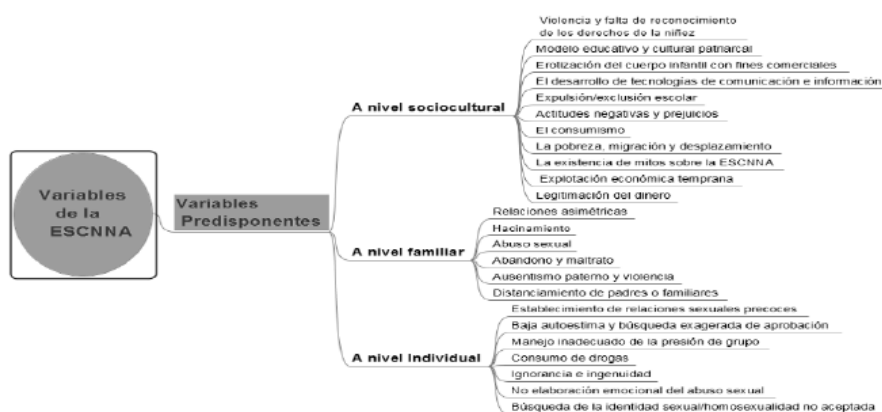 Variables
de la
ESCNNA
Variables
Predisponentes
A nivel sociocultural
Violencia y falta de reconocimiento
de los derechos de la niñez
Modelo educativo y cultural patriarcal
Erotización del cuerpo infantil con fines comerciales
El desarrollo de tecnologías de comunicación e información
Expulsión/exclusión escolar
Actitudes negativas y prejuicios
El consumismo
La pobreza, migración y desplazamiento
La existencia de mitos sobre la ESCNNA
Explotación económica temprana
Legitimación del dinero
A nivel familiar
Relaciones asimétricas
Hacinamiento
Abuso sexual
Abandono y maltrato
Ausentismo paterno y violencia
Distanciamiento de padres o familiares
A nivel Individual
Establecimiento de relaciones sexuales precoces
Baja autoestima y búsqueda exagerada de aprobación
Manejo inadecuado de la presión de grupo
Consumo de drogas
Ignorancia e ingenuidad
No elaboración emocional del abuso sexual
Búsqueda de la identidad sexual/homosexualidad no aceptada